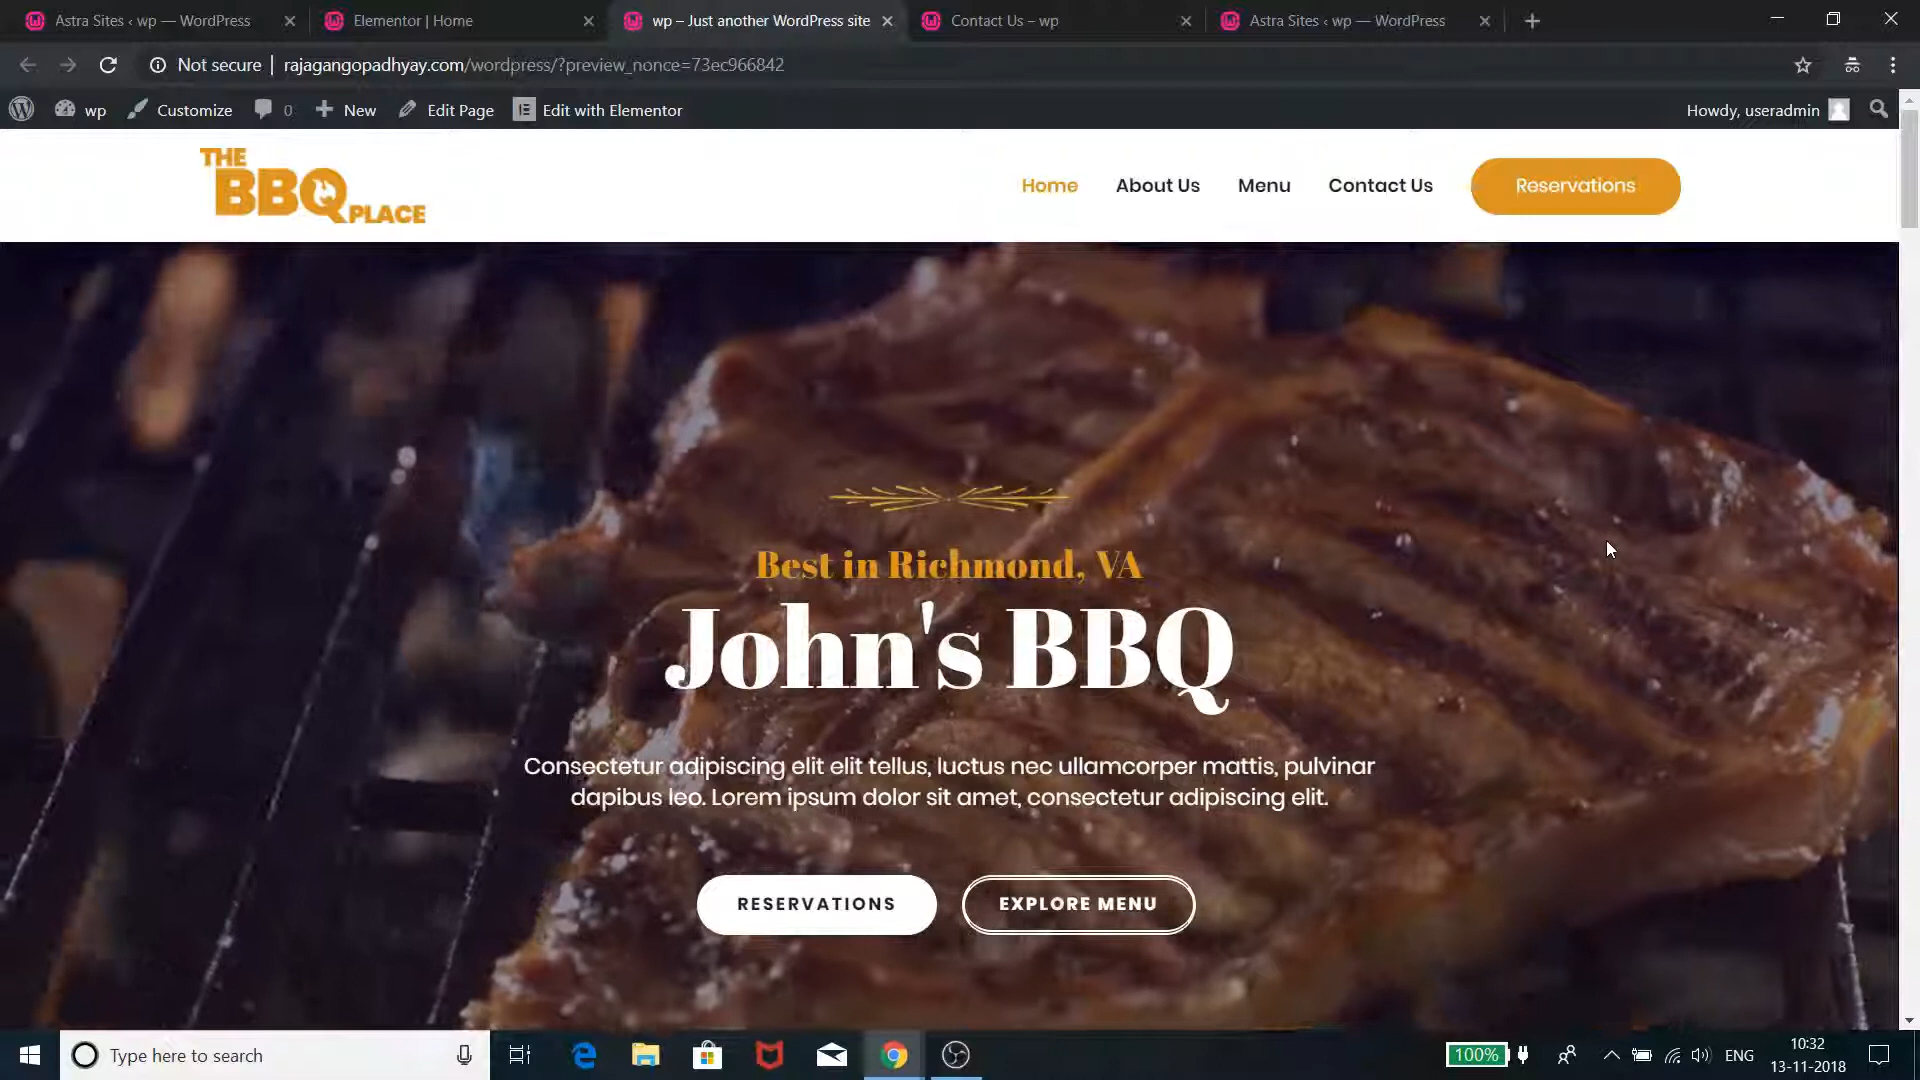 Astra Sites ‹ wp — WordPress
Elementor | Home
wp – Just another WordPress site
Contact Us – wp
Astra Sites ‹ wp — WordPress
Not secure | rajagangopadhyay.com/wordpress/?preview_nonce=73ec966842
wp
Customize
0
New
Edit Page
Edit with Elementor
Howdy, useradmin
THE
BBQ PLACE
Home
About Us
Menu
Contact Us
Reservations
Best in Richmond, VA
John's BBQ
Consectetur adipiscing elit elit tellus, luctus nec ullamcorper mattis, pulvinar
dapibus leo. Lorem ipsum dolor sit amet, consectetur adipiscing elit.
RESERVATIONS
EXPLORE MENU
Type here to search
100%
ENG
10:32
13-11-2018